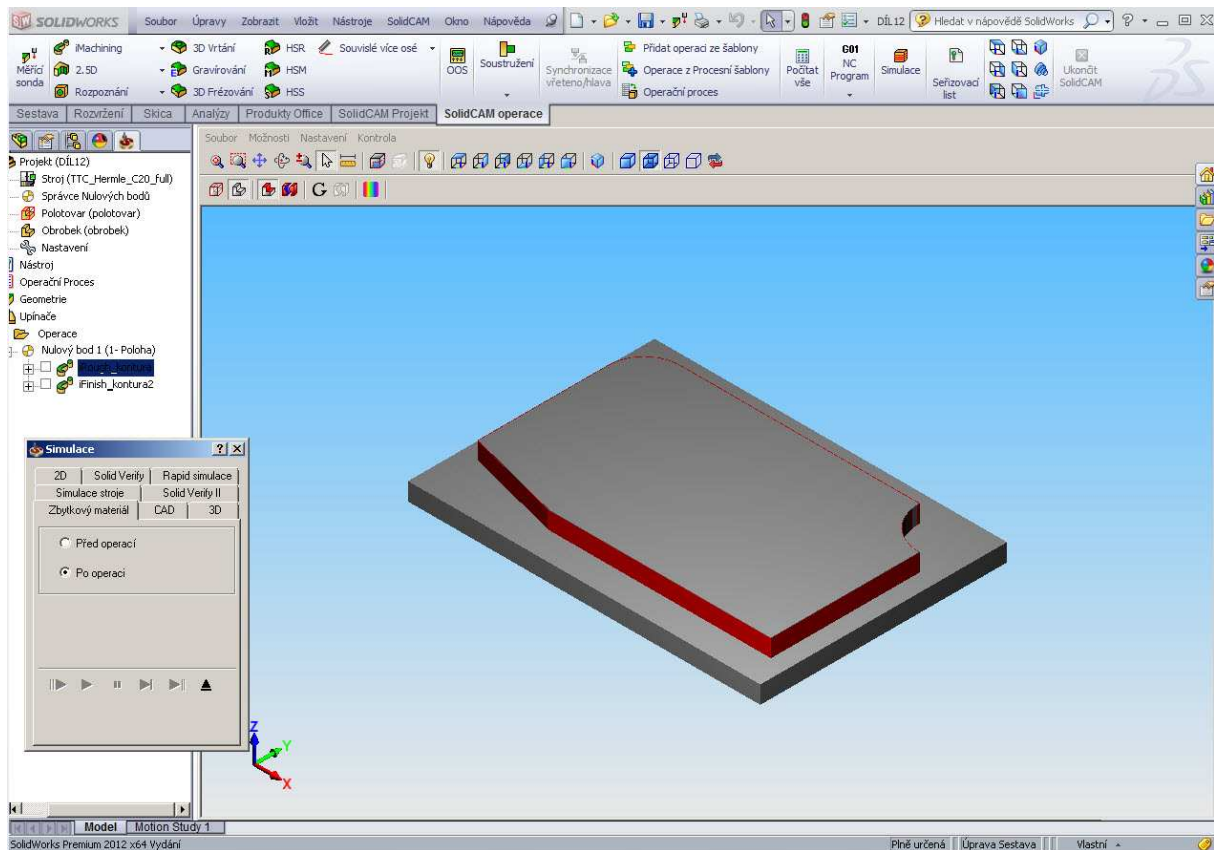 SOLIDWORKS Soubor Úpravy Zobrazit Vložit Nástroje SolidCAM Okno Nápověda DÍL12 Hledat v nápovědě SolidWorks
Měřicí sonda
iMachining
2.5D
Rozpoznání
3D Vrtání
Gravírování
3D Frézování
HSR
HSM
HSS
Souvislé více osé
OOS
Soustružení
Synchronizace vřeteno/hlava
Přidat operaci ze šablony
Operace z Procesní šablony
Operační proces
Počítat vše
G01
NC Program
Simulace
Seřizovací list
Ukončit SolidCAM
Sestava Rozvržení Skica Analýzy Produkty Office SolidCAM Projekt SolidCAM operace
Soubor Možnosti Nastavení Kontrola
G
Projekt (DÍL12)
Stroj (TTC_Hermle_C20_full)
Správce Nulových bodů
Polotovar (polotovar)
Obrobek (obrobek)
Nastavení
Nástroj
Operační Proces
Geometrie
Upínače
Operace
Nulový bod 1 (1- Poloha)
iRough_kontura
iFinish_kontura2
Simulace
2D Solid Verify Rapid simulace
Simulace stroje Solid Verify II
Zbytkový materiál CAD 3D
Před operací
Po operaci
Z
Y
X
Model Motion Study 1
SolidWorks Premium 2012 x64 Vydání Plně určená Úprava Sestava Vlastní